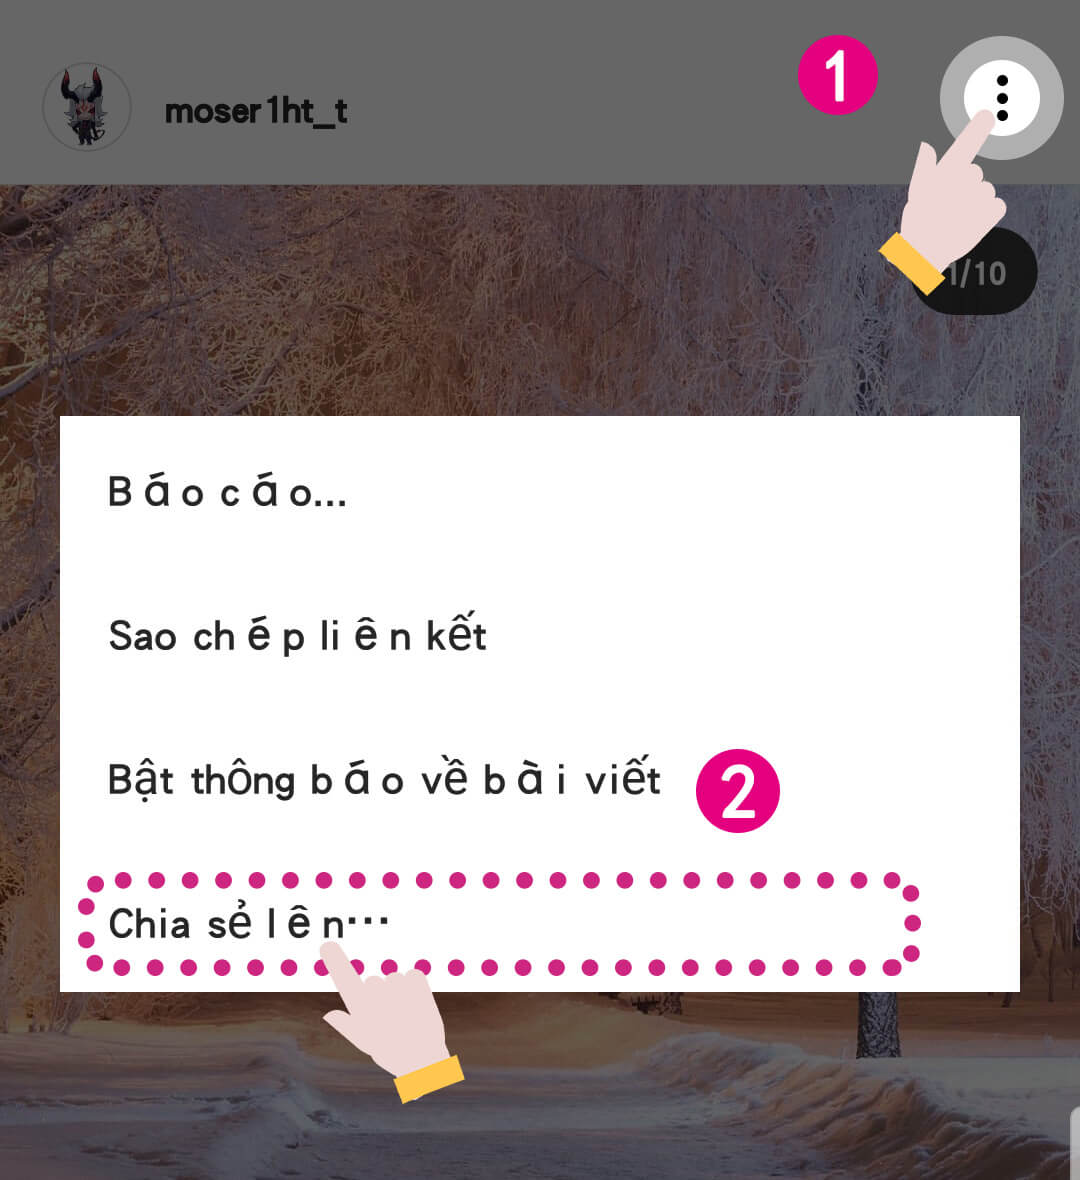 1
moser1ht_t
1/10
Báo cáo...
Sao chép liên kết
Bật thông báo về bài viết
2
Chia sẻ lên...